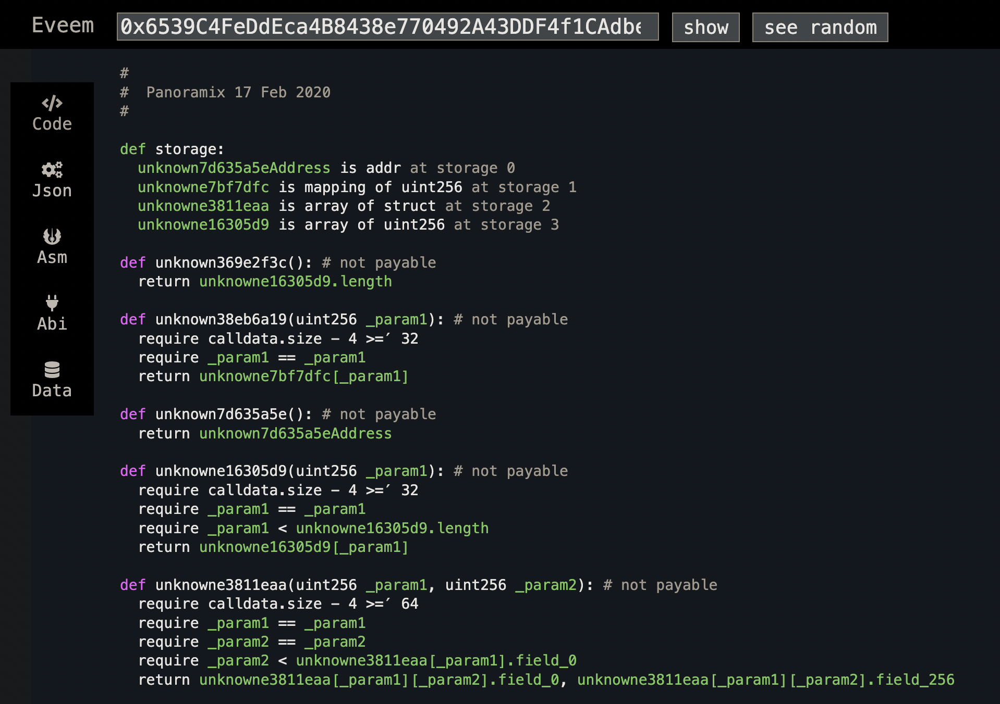 Eveem 0x6539C4FeDdEca4B8438e770492A43DDF4f1CAdbe show see random
Code
Json
Asm
Abi
Data
#
#  Panoramix 17 Feb 2020
#
def storage:
  unknown7d635a5eAddress is addr at storage 0
  unknowne7bf7dfc is mapping of uint256 at storage 1
  unknowne3811eaa is array of struct at storage 2
  unknowne16305d9 is array of uint256 at storage 3
def unknown369e2f3c(): # not payable
  return unknowne16305d9.length
def unknown38eb6a19(uint256 _param1): # not payable
  require calldata.size - 4 >=′ 32
  require _param1 == _param1
  return unknowne7bf7dfc[_param1]
def unknown7d635a5e(): # not payable
  return unknown7d635a5eAddress
def unknowne16305d9(uint256 _param1): # not payable
  require calldata.size - 4 >=′ 32
  require _param1 == _param1
  require _param1 < unknowne16305d9.length
  return unknowne16305d9[_param1]
def unknowne3811eaa(uint256 _param1, uint256 _param2): # not payable
  require calldata.size - 4 >=′ 64
  require _param1 == _param1
  require _param2 == _param2
  require _param2 < unknowne3811eaa[_param1].field_0
  return unknowne3811eaa[_param1][_param2].field_0, unknowne3811eaa[_param1][_param2].field_256